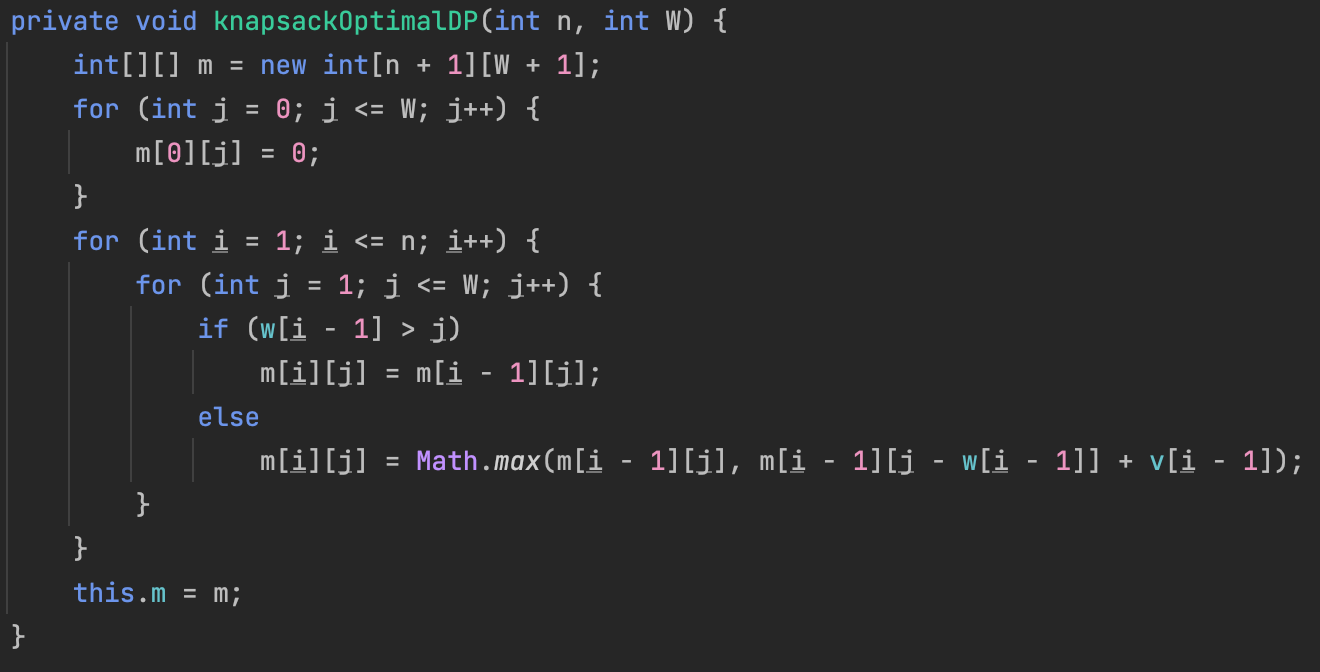 private void knapsackOptimalDP(int n, int W) {
    int[][] m = new int[n + 1][W + 1];
    for (int j = 0; j <= W; j++) {
        m[0][j] = 0;
    }
    for (int i = 1; i <= n; i++) {
        for (int j = 1; j <= W; j++) {
            if (w[i - 1] > j)
                m[i][j] = m[i - 1][j];
            else
                m[i][j] = Math.max(m[i - 1][j], m[i - 1][j - w[i - 1]] + v[i - 1]);
        }
    }
    this.m = m;
}